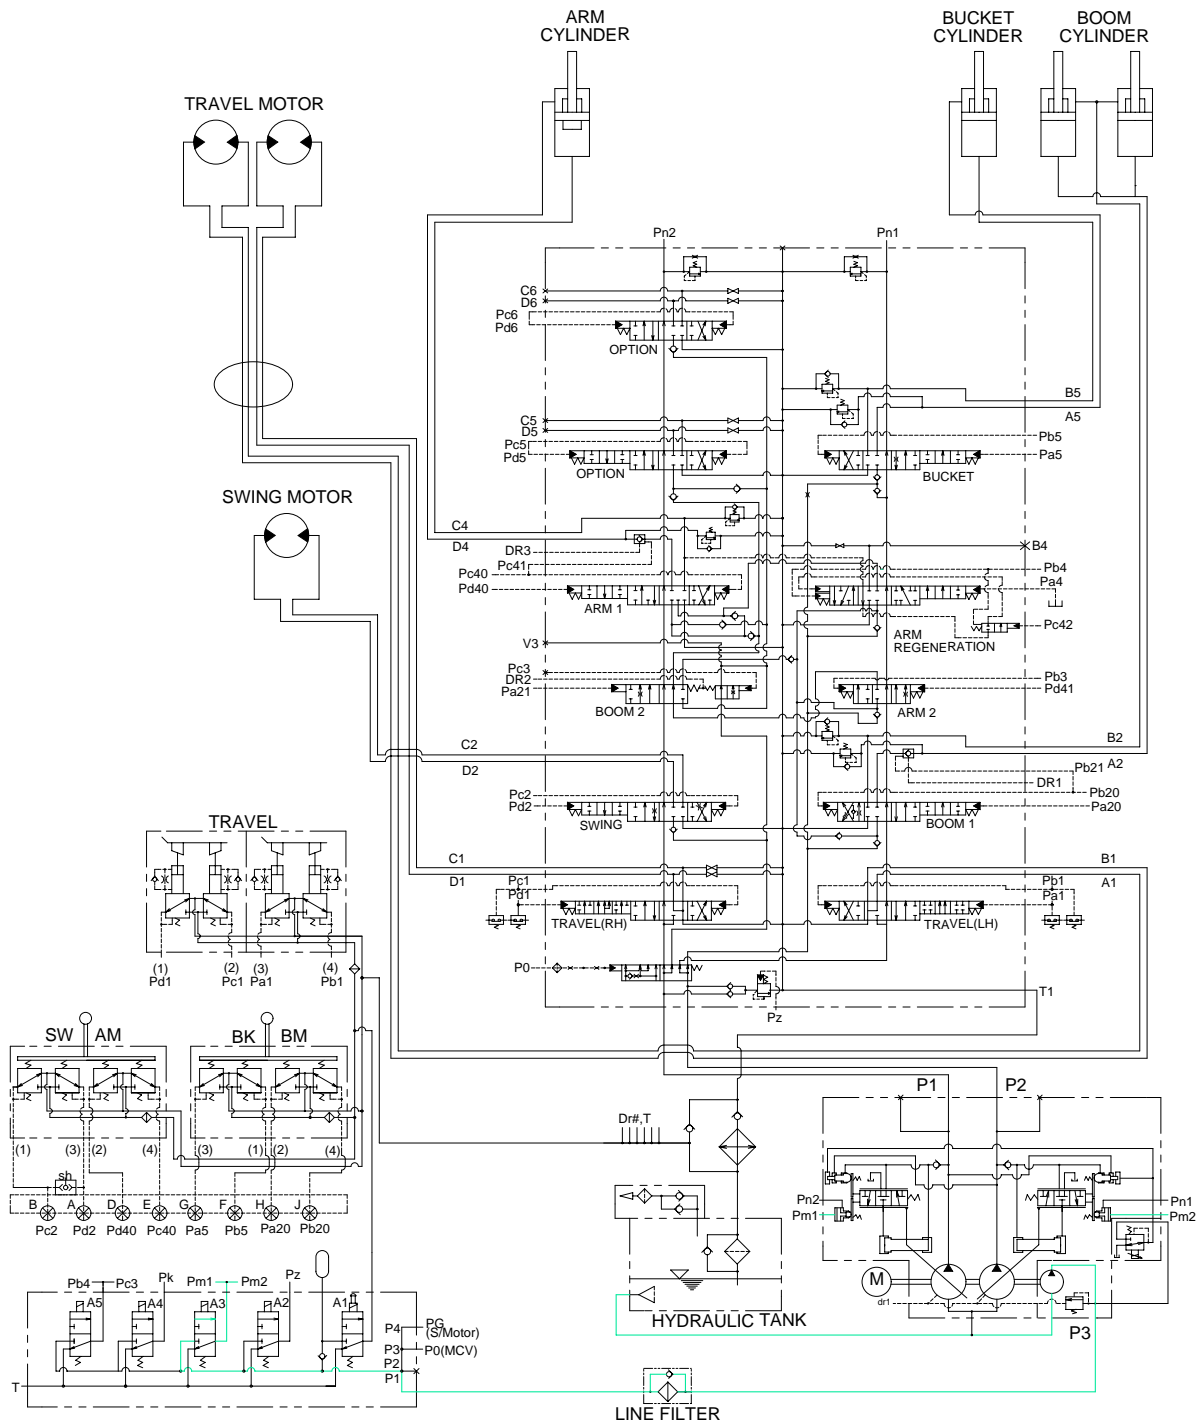 ARM
CYLINDER
BUCKET
CYLINDER
BOOM
CYLINDER
TRAVEL MOTOR
Pn2
Pn1
C6
D6
Pc6
Pd6
OPTION
B5
A5
C5
D5
Pc5
Pd5
OPTION
Pb5
Pa5
BUCKET
SWING MOTOR
C4
D4
DR3
Pc41
Pc40
Pd40
ARM 1
B4
Pb4
Pa4
Pc42
ARM
REGENERATION
V3
Pc3
DR2
Pa21
BOOM 2
Pb3
Pd41
ARM 2
C2
D2
B2
A2
Pb21
DR1
Pc2
Pd2
SWING
Pb20
Pa20
BOOM 1
TRAVEL
C1
D1
B1
A1
Pc1
Pd1
TRAVEL(RH)
Pb1
Pa1
TRAVEL(LH)
(1)
Pd1
(2)
Pc1
(3)
Pa1
(4)
Pb1
P0
T1
Pz
SW AM
BK BM
P1
P2
Dr#,T
(1)
(3)
(2)
(4)
(3)
(1)
(2)
(4)
sh
B
A
D
E
G
F
H
J
Pc2
Pd2
Pd40
Pc40
Pa5
Pb5
Pa20
Pb20
Pn2
Pm1
Pn1
Pm2
Pb4
Pc3
Pk
Pm1
Pm2
Pz
A5
A4
A3
A2
A1
M
dr1
P4
PG
(S/Motor)
P3
P0(MCV)
P2
P1
T
HYDRAULIC TANK
P3
LINE FILTER